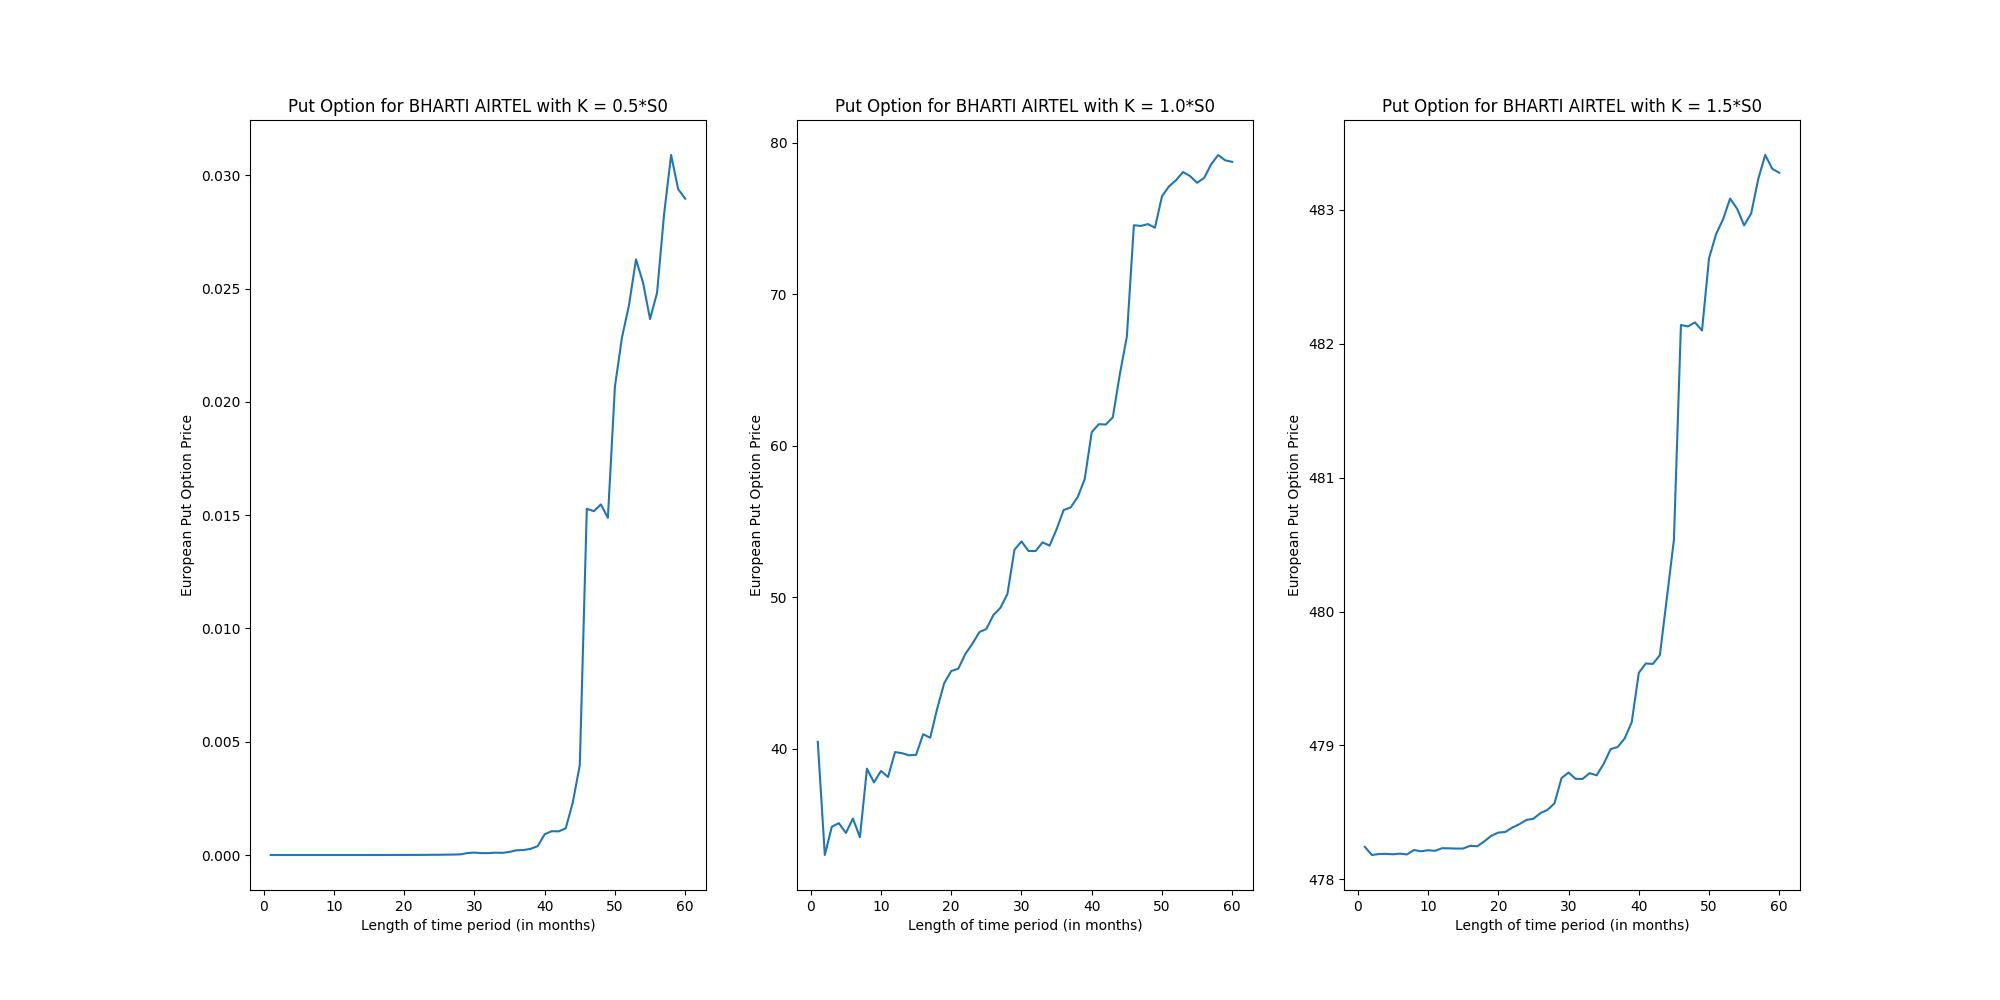 Put Option for BHARTI AIRTEL with K = 0.5*S0
European Put Option Price
0.030
0.025
0.020
0.015
0.010
0.005
0.000
0 10 20 30 40 50 60
Length of time period (in months)
Put Option for BHARTI AIRTEL with K = 1.0*S0
European Put Option Price
80
70
60
50
40
0 10 20 30 40 50 60
Length of time period (in months)
Put Option for BHARTI AIRTEL with K = 1.5*S0
European Put Option Price
483
482
481
480
479
478
0 10 20 30 40 50 60
Length of time period (in months)